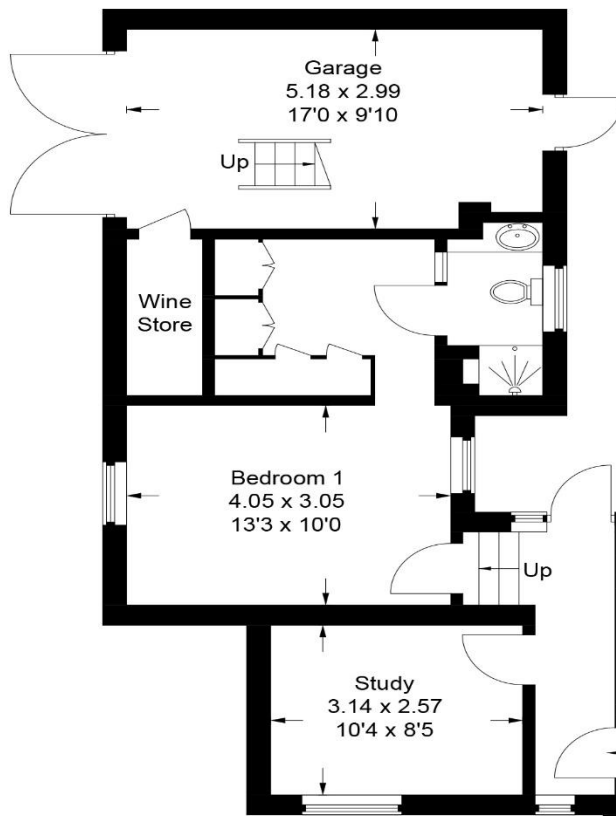 Garage
5.18 x 2.99
17'0 x 9'10
Up
Wine
Store
Bedroom 1
4.05 x 3.05
13'3 x 10'0
Up
Study
3.14 x 2.57
10'4 x 8'5